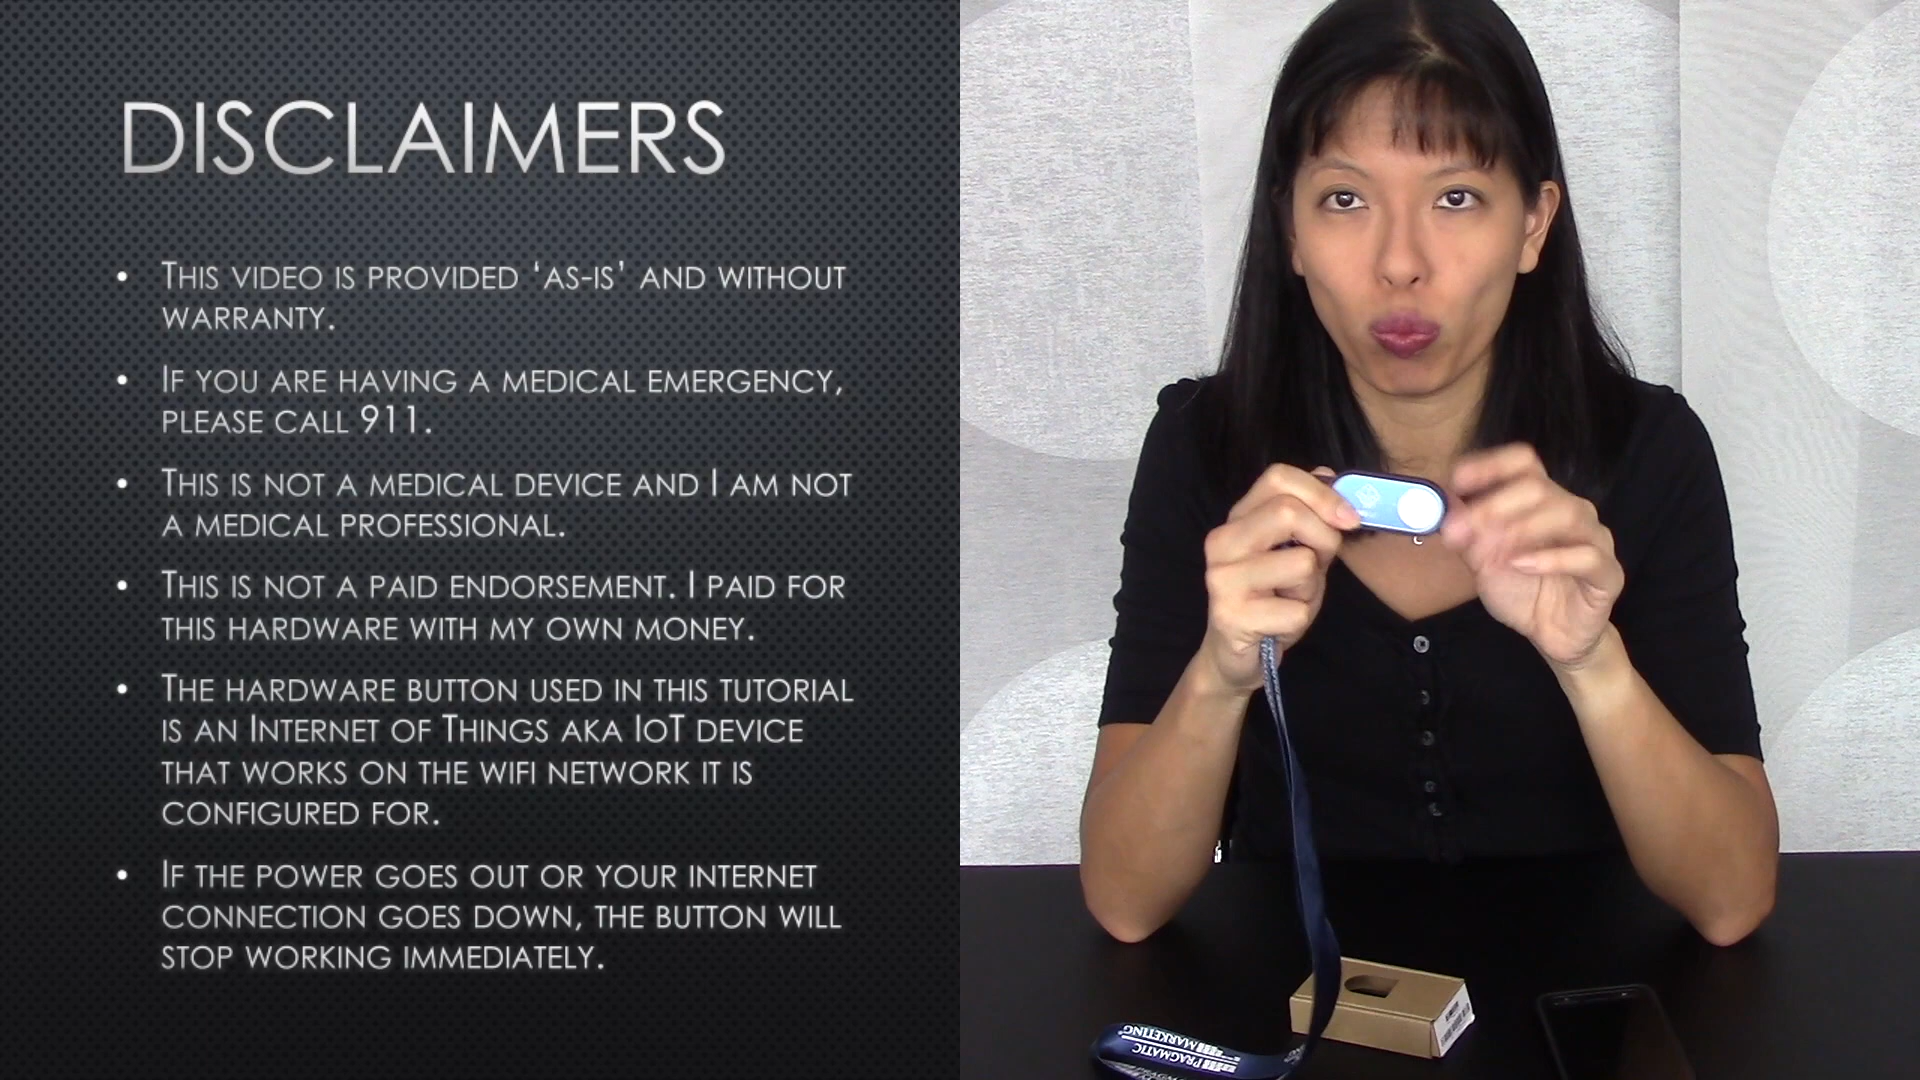 DISCLAIMERS
• THIS VIDEO IS PROVIDED ‘AS-IS’ AND WITHOUT
WARRANTY.
• IF YOU ARE HAVING A MEDICAL EMERGENCY,
PLEASE CALL 911.
• THIS IS NOT A MEDICAL DEVICE AND I AM NOT
A MEDICAL PROFESSIONAL.
• THIS IS NOT A PAID ENDORSEMENT. I PAID FOR
THIS HARDWARE WITH MY OWN MONEY.
• THE HARDWARE BUTTON USED IN THIS TUTORIAL
IS AN INTERNET OF THINGS AKA IOT DEVICE
THAT WORKS ON THE WIFI NETWORK IT IS
CONFIGURED FOR.
• IF THE POWER GOES OUT OR YOUR INTERNET
CONNECTION GOES DOWN, THE BUTTON WILL
STOP WORKING IMMEDIATELY.
PRAGMATIC
MARKETING